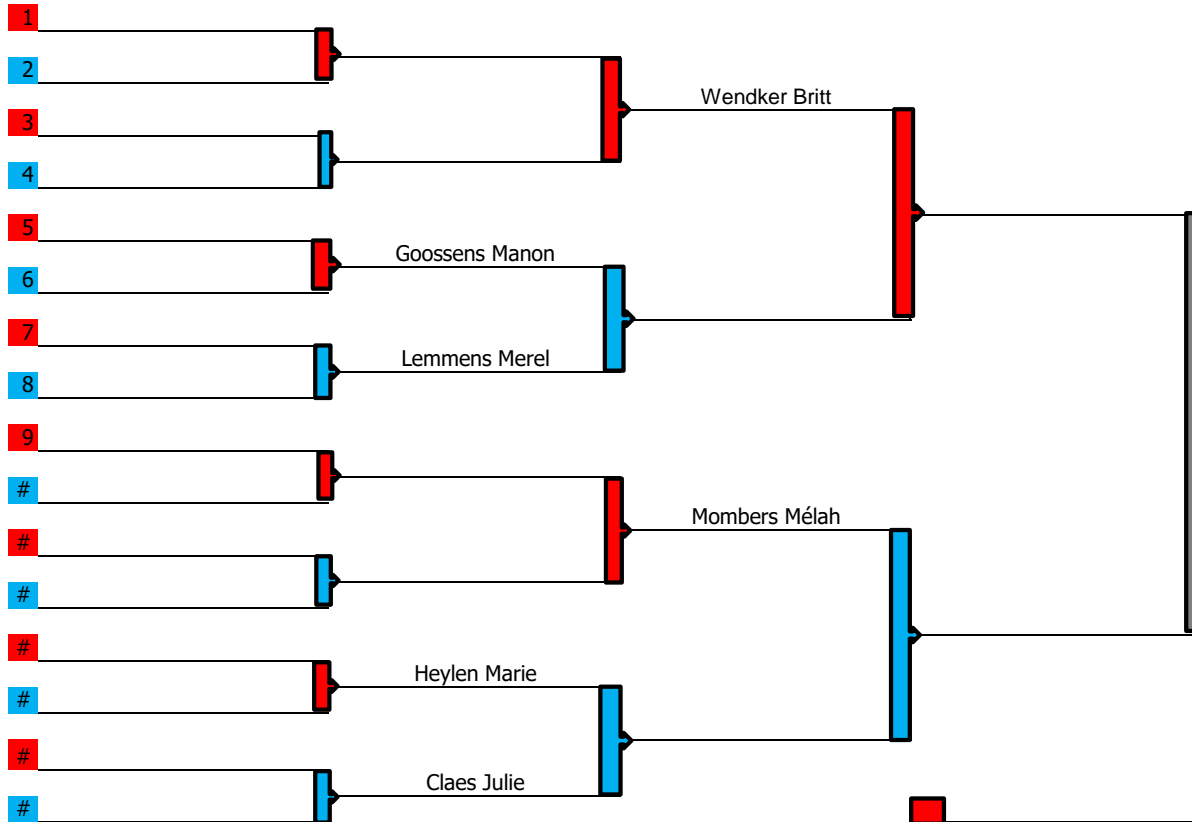 1
2
Wendker Britt
3
4
5
Goossens Manon
6
7
Lemmens Merel
8
9
#
Mombers Mélah
#
#
#
Heylen Marie
#
#
Claes Julie
#